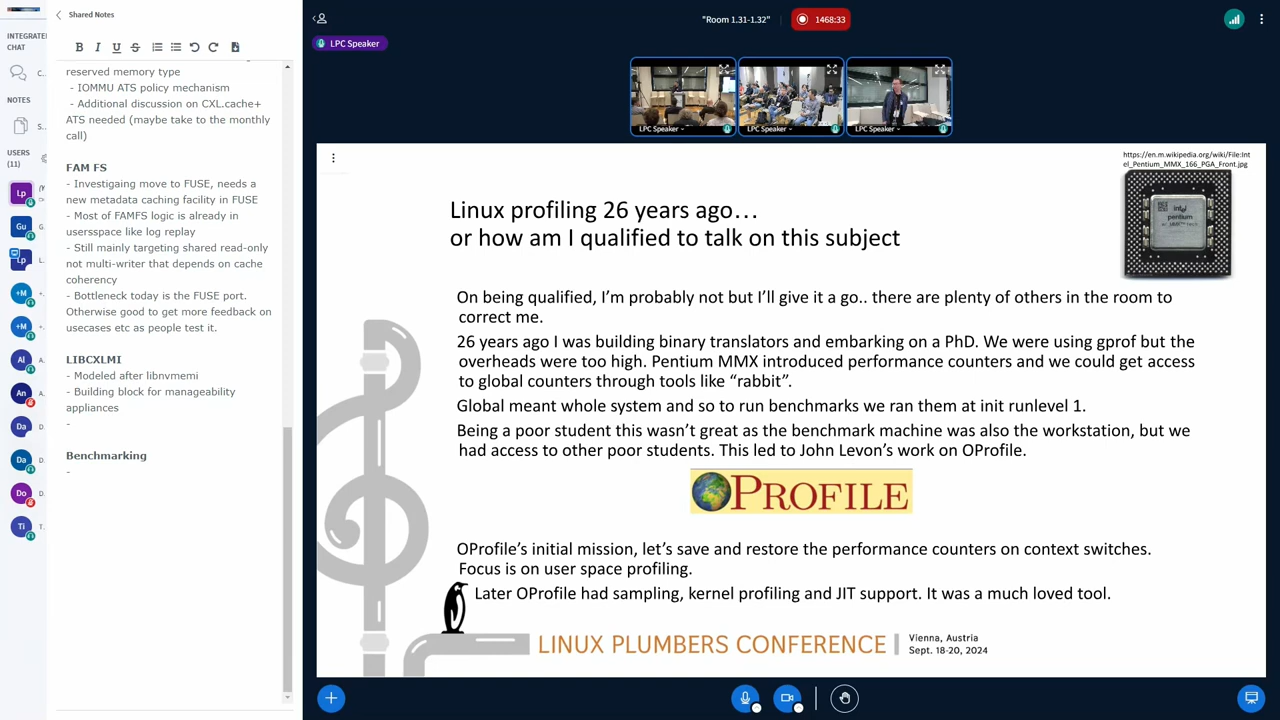 Shared Notes
INTEGRATE
CHAT
C..
NOTES
S...
USERS
(11)
Lp
Gu
G.
Lp
L.
+M
+M
Al
A.
An
A.
Da
D.
Da
D.
Do
D.
Ti
T.
reserved memory type
- IOMMU ATS policy mechanism
- Additional discussion on CXL.cache+
ATS needed (maybe take to the monthly
call)
FAM FS
- Investigaing move to FUSE, needs a
new metadata caching facility in FUSE
- Most of FAMFS logic is already in
usersspace like log replay
- Still mainly targeting shared read-only
not multi-writer that depends on cache
coherency
- Bottleneck today is the FUSE port.
Otherwise good to get more feedback on
usecases etc as people test it.
LIBCXLMI
- Modeled after libnvmemi
- Building block for manageability
appliances
-
Benchmarking
-
"Room 1.31-1.32"
1468:33
LPC Speaker
LPC Speaker
LPC Speaker
LPC Speaker
https://en.m.wikipedia.org/wiki/File:Int
el_Pentium_MMX_166_PGA_Front.jpg
intel
pentium
Linux profiling 26 years ago…
or how am I qualified to talk on this subject
On being qualified, I’m probably not but I’ll give it a go.. there are plenty of others in the room to
correct me.
26 years ago I was building binary translators and embarking on a PhD. We were using gprof but the
overheads were too high. Pentium MMX introduced performance counters and we could get access
to global counters through tools like “rabbit”.
Global meant whole system and so to run benchmarks we ran them at init runlevel 1.
Being a poor student this wasn’t great as the benchmark machine was also the workstation, but we
had access to other poor students. This led to John Levon’s work on OProfile.
OPROFILE
OProfile’s initial mission, let’s save and restore the performance counters on context switches.
Focus is on user space profiling.
Later OProfile had sampling, kernel profiling and JIT support. It was a much loved tool.
LINUX PLUMBERS CONFERENCE
Vienna, Austria
Sept. 18-20, 2024